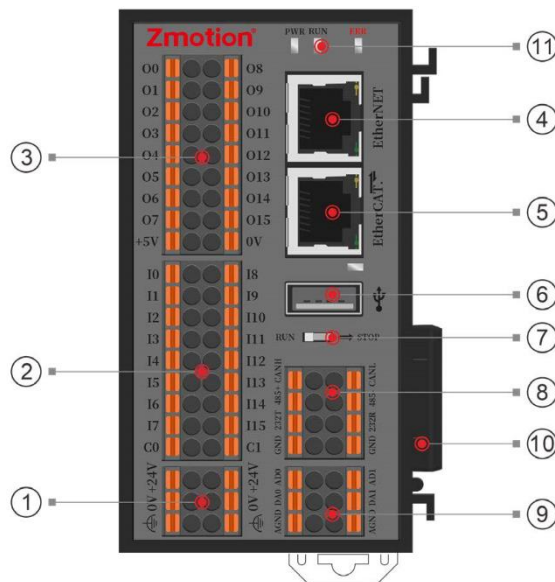 Zmotion®
PWR RUN ERR
O0 O8
O1 O9
O2 O10
O3 O11
O4 O12
O5 O13
O6 O14
O7 O15
+5V 0V
EtherNET
EtherCAT
I0 I8
I1 I9
I2 I10
I3 I11
I4 I12
I5 I13
I6 I14
I7 I15
C0 C1
RUN STOP
CANH CANL
485+ 485-
232T 232R
GND GND
+24V +24V
0V 0V
AD0 AD1
DA0 DA1
AGND AGND
1
2
3
4
5
6
7
8
9
10
11